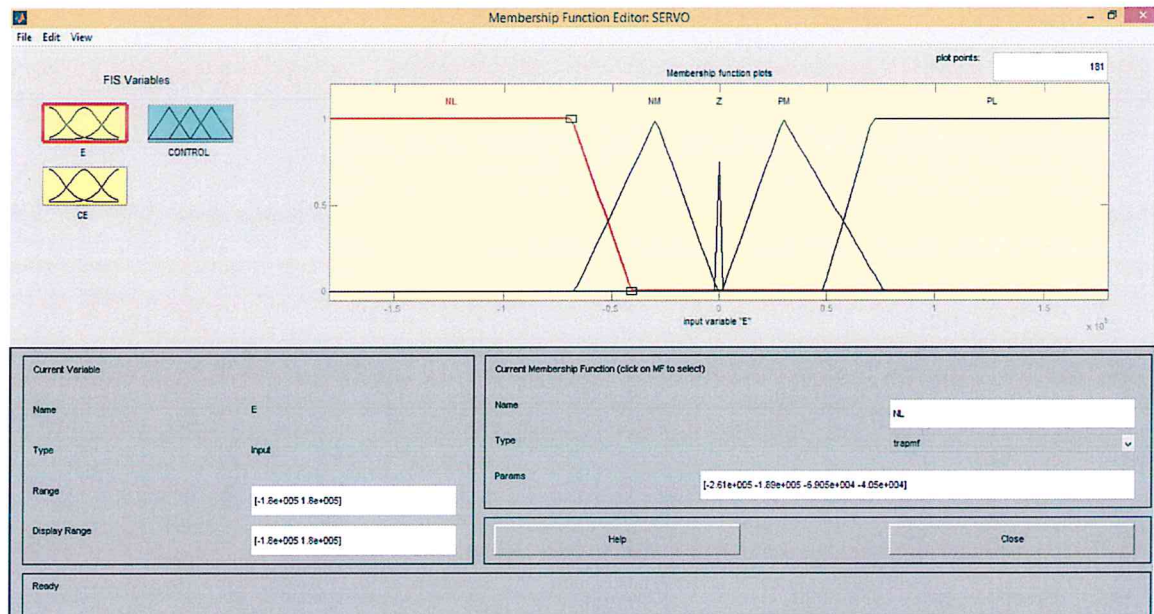 Membership Function Editor: SERVO
File Edit View
FIS Variables
E
CONTROL
CE
plot points:
181
Membership function plots
NL
NM
Z
PM
PL
1
0.5
0
-1.5
-1
-0.5
0
0.5
1
1.5
x 10
input variable "E"
Current Variable
Name
E
Type
Input
Range
[-1.8e+005 1.8e+005]
Display Range
[-1.8e+005 1.8e+005]
Current Membership Function (click on MF to select)
Name
NL
Type
trapmf
Params
[-2.61e+005 -1.89e+005 -6.905e+004 -4.05e+004]
Help
Close
Ready